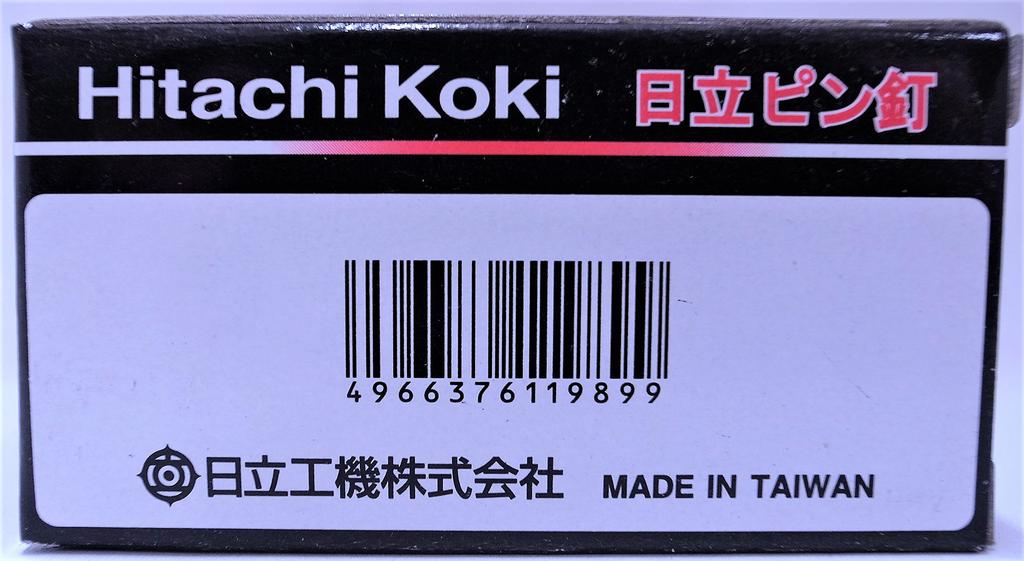 Hitachi Koki 日立ピン釘
4966376119899
日立工機株式会社 MADE IN TAIWAN